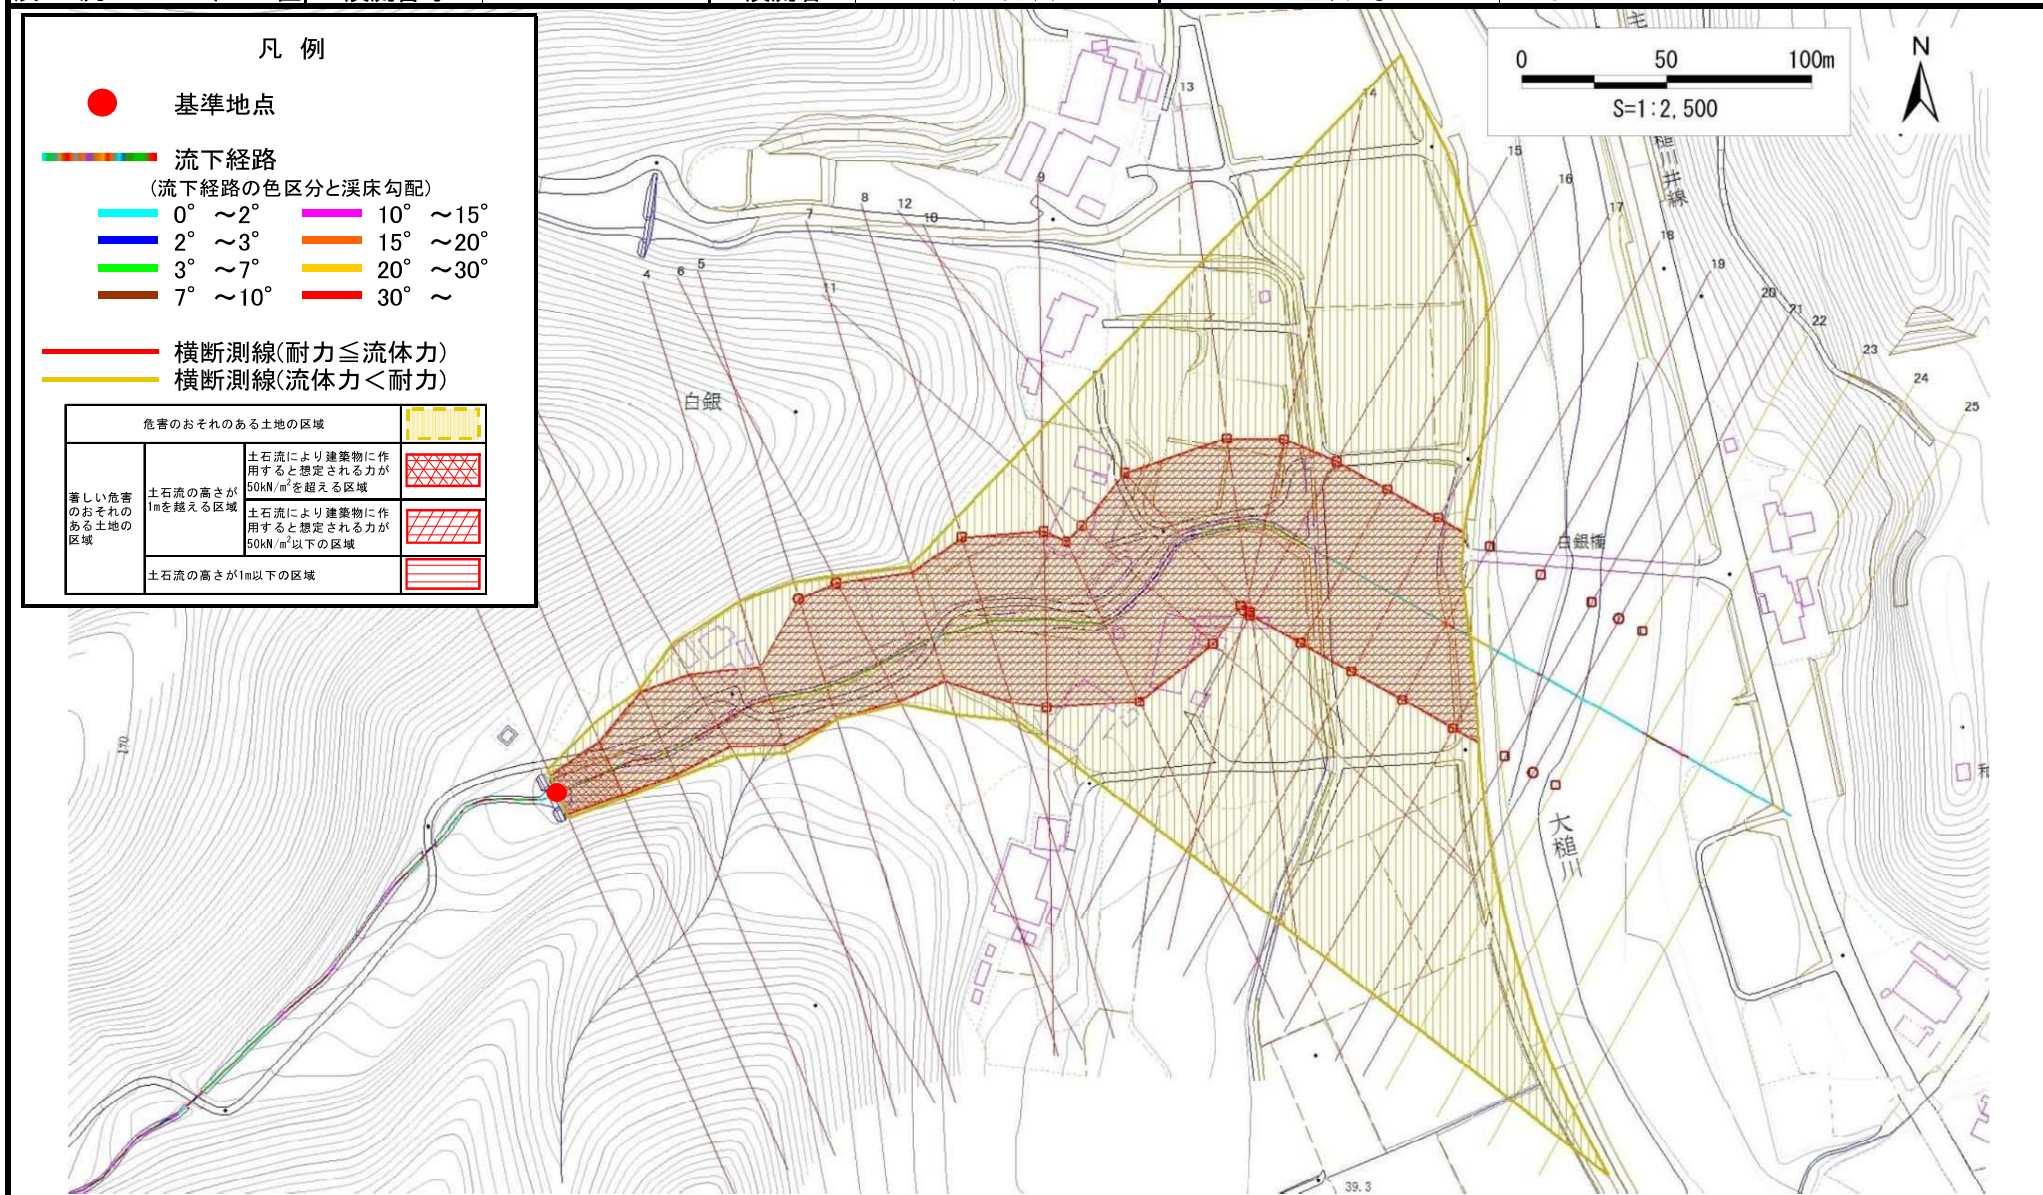 凡 例
基準地点
流下経路
(流下経路の色区分と渓床勾配)
0° ～2°
10° ～15°
2° ～3°
15° ～20°
3° ～7°
20° ～30°
7° ～10°
30° ～
横断測線(耐力≦流体力)
横断測線(流体力＜耐力)
危害のおそれのある土地の区域
著しい危害
のおそれの
ある土地の
区域
土石流の高さが
1mを越える区域
土石流により建築物に作
用すると想定される力が
50kN/m²を超える区域
土石流により建築物に作
用すると想定される力が
50kN/m²以下の区域
土石流の高さが1m以下の区域
0 50 100m
S=1:2,500
N
13
14
15
16
17
18
19
20
21
22
23
24
25
9
8
12
10
7
4
6
5
11
白銀
白銀橋
大槌川
170
39.3